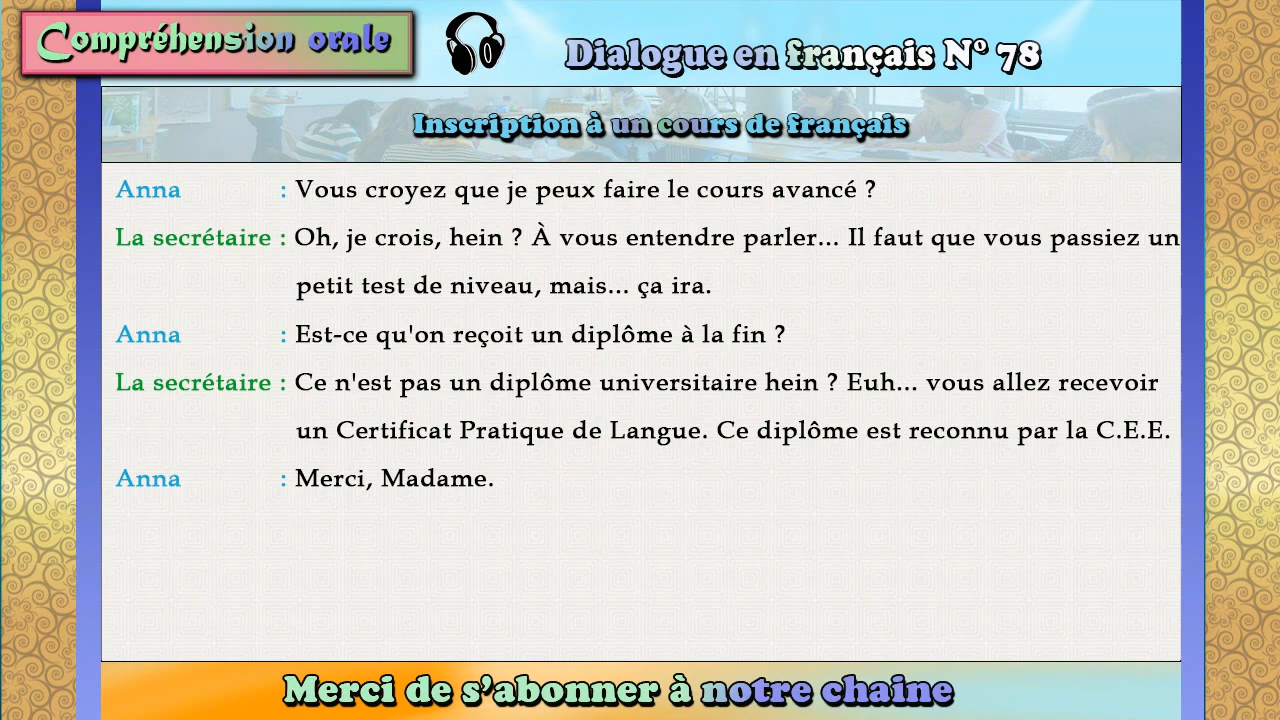 Compréhension orale
Dialogue en français N° 78
Inscription à un cours de français
Anna : Vous croyez que je peux faire le cours avancé ?
La secrétaire : Oh, je crois, hein ? À vous entendre parler... Il faut que vous passiez un
petit test de niveau, mais... ça ira.
Anna : Est-ce qu'on reçoit un diplôme à la fin ?
La secrétaire : Ce n'est pas un diplôme universitaire hein ? Euh... vous allez recevoir
un Certificat Pratique de Langue. Ce diplôme est reconnu par la C.E.E.
Anna : Merci, Madame.
Merci de s’abonner à notre chaine